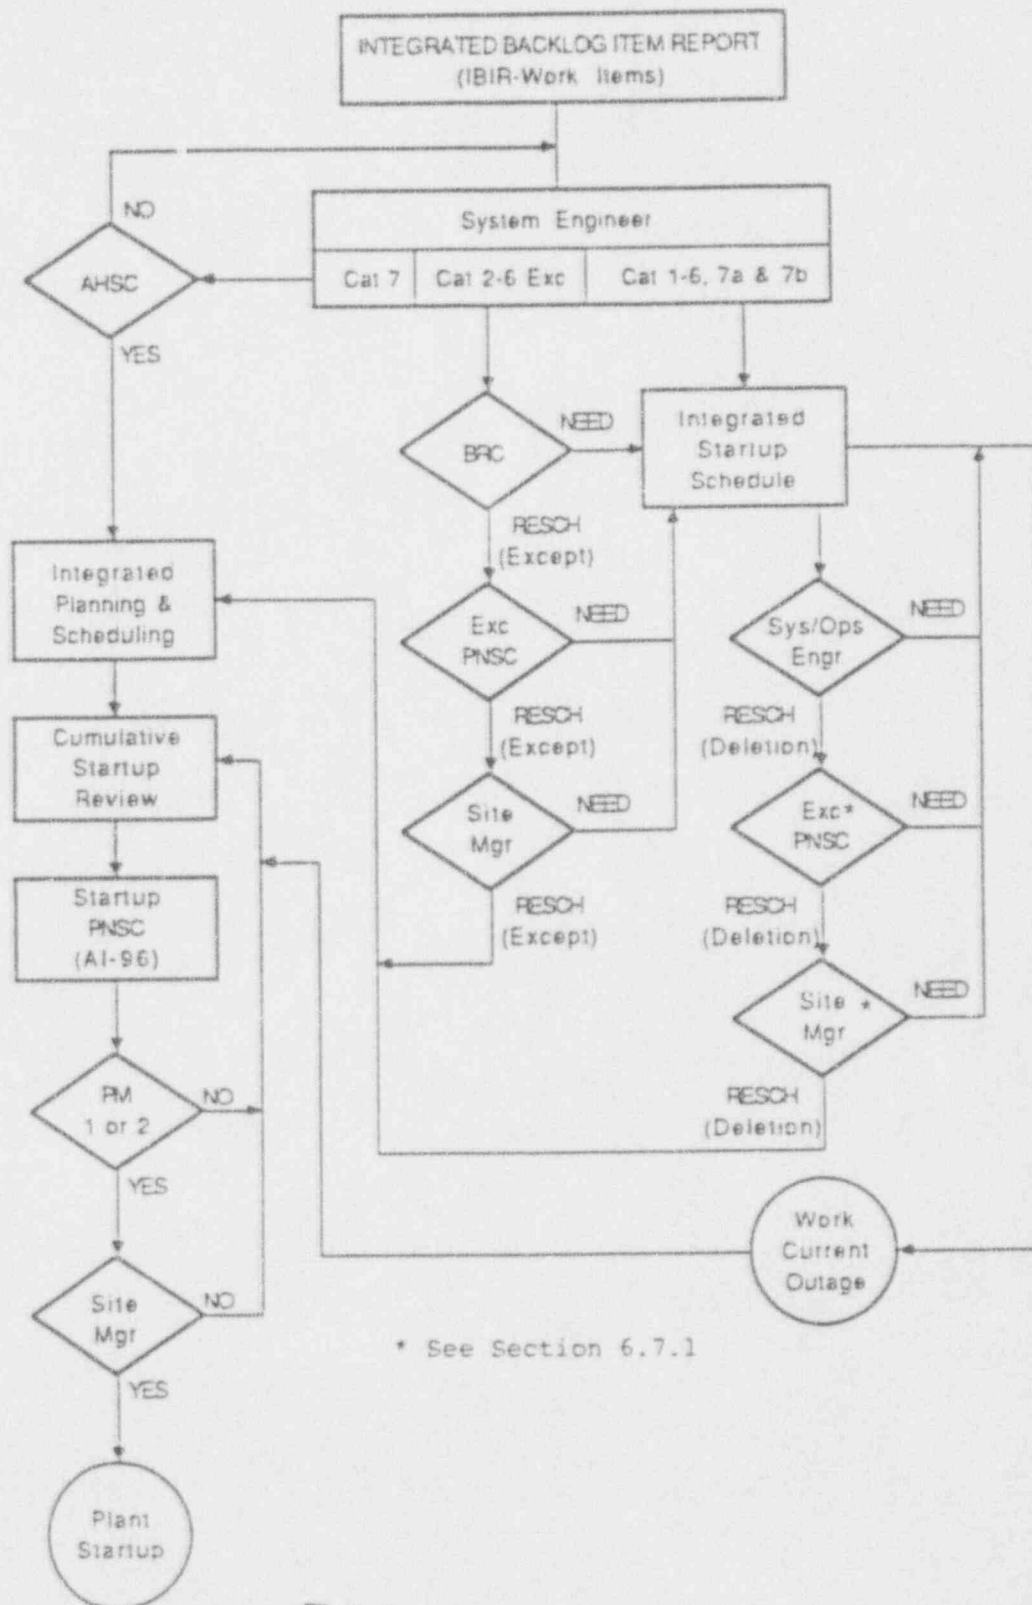 INTEGRATED BACKLOG ITEM REPORT
(IBIR-Work Items)
NO
System Engineer
AHSC
Cat 7
Cat 2-6 Exc
Cat 1-6, 7a & 7b
YES
NEED
Integrated
Startup
Schedule
BRC
RESCH
(Except)
Integrated
Planning &
Scheduling
Exc
PNSC
NEED
Sys/Ops
Engr
NEED
RESCH
(Except)
RESCH
(Deletion)
Cumulative
Startup
Review
Site
Mgr
NEED
Exc*
PNSC
NEED
Startup
PNSC
(AI-96)
RESCH
(Except)
RESCH
(Deletion)
Site *
Mgr
NEED
PM
1 or 2
NO
RESCH
(Deletion)
YES
Work
Current
Outage
Site
Mgr
NO
* See Section 6.7.1
YES
Plant
Startup